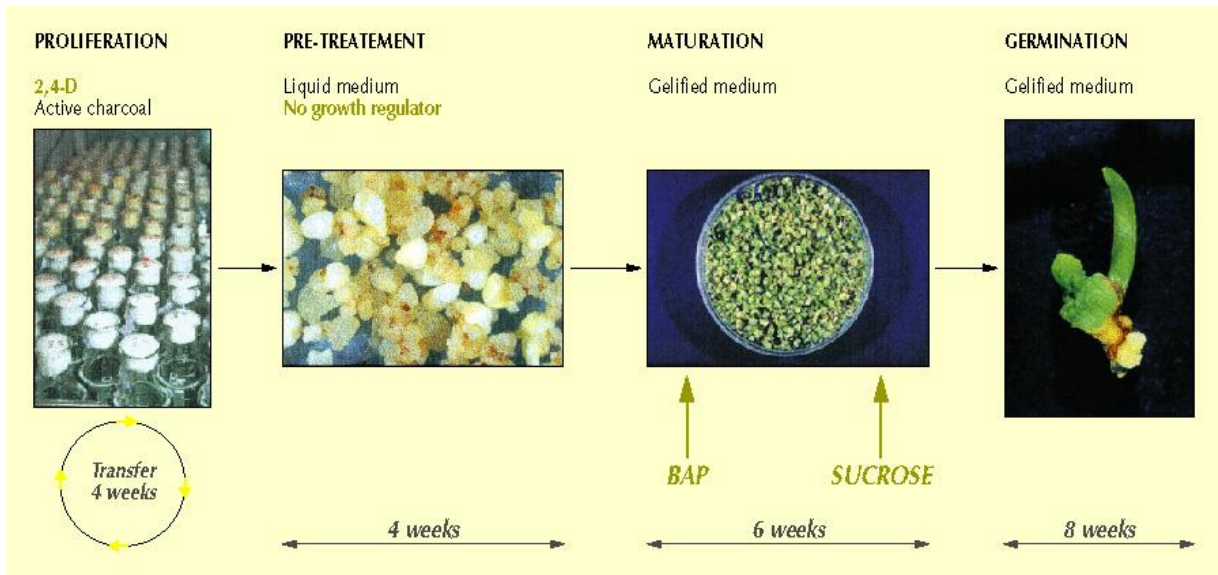 PROLIFERATION
2,4-D
Active charcoal
Transfer
4 weeks
PRE-TREATEMENT
Liquid medium
No growth regulator
4 weeks
MATURATION
Gelified medium
BAP
SUCROSE
6 weeks
GERMINATION
Gelified medium
8 weeks